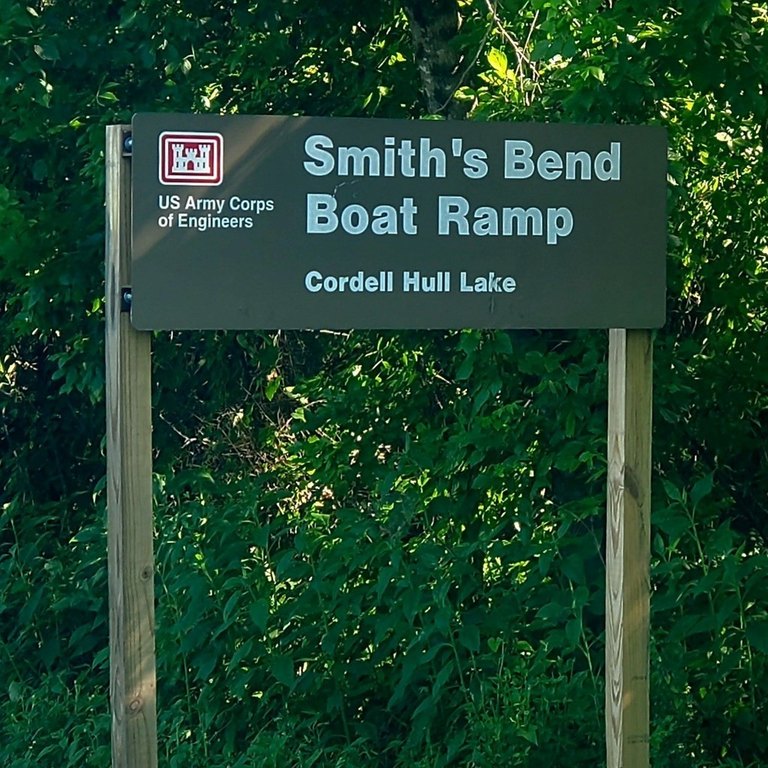 US Army Corps
of Engineers
Smith's Bend
Boat Ramp
Cordell Hull Lake